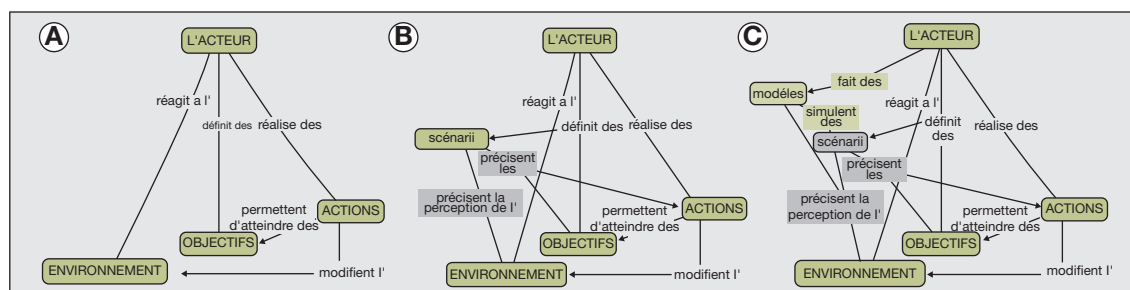 A
L'ACTEUR
réagit a l'
définit des
réalise des
ACTIONS
permettent
d'atteindre des
OBJECTIFS
ENVIRONNEMENT
modifient l'
B
L'ACTEUR
définit des
réalise des
scénarii
précisent
les
précisent la
perception de l'
ACTIONS
permettent
d'atteindre des
OBJECTIFS
ENVIRONNEMENT
modifient l'
C
L'ACTEUR
fait des
modéles
réagit a l'
simulent
des
définit
des
réalise des
scénarii
précisent
les
précisent la
perception de l'
ACTIONS
permettent
d'atteindre des
OBJECTIFS
ENVIRONNEMENT
modifient l'